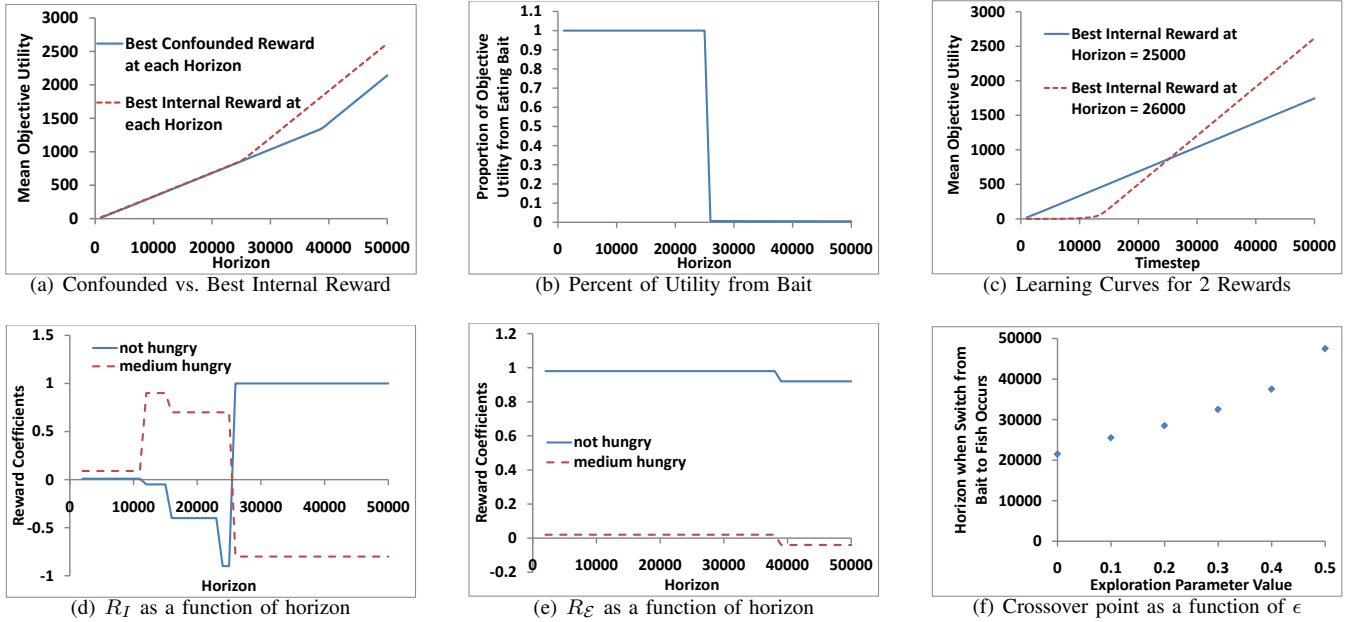 3000
2500
2000
1500
1000
500
0
Mean Objective Utility
Best Confounded Reward
at each Horizon
Best Internal Reward at
each Horizon
0 10000 20000 30000 40000 50000
Horizon
(a) Confounded vs. Best Internal Reward
1
0.9
0.8
0.7
0.6
0.5
0.4
0.3
0.2
0.1
0
Proportion of Objective
Utility from Eating Bait
0 10000 20000 30000 40000 50000
Horizon
(b) Percent of Utility from Bait
3000
2500
2000
1500
1000
500
0
Mean Objective Utility
Best Internal Reward at
Horizon = 25000
Best Internal Reward at
Horizon = 26000
0 10000 20000 30000 40000 50000
Timestep
(c) Learning Curves for 2 Rewards
1.5
1
0.5
0
-0.5
-1
Reward Coefficients
not hungry
medium hungry
0 10000 20000 30000 40000 50000
Horizon
(d) R_I as a function of horizon
1.2
1
0.8
0.6
0.4
0.2
0
-0.2
Reward Coefficients
not hungry
medium hungry
0 10000 20000 30000 40000 50000
Horizon
(e) R_ℰ as a function of horizon
50000
40000
30000
20000
10000
0
Horizon when Switch from
Bait to Fish Occurs
0 0.1 0.2 0.3 0.4 0.5
Exploration Parameter Value
(f) Crossover point as a function of ϵ